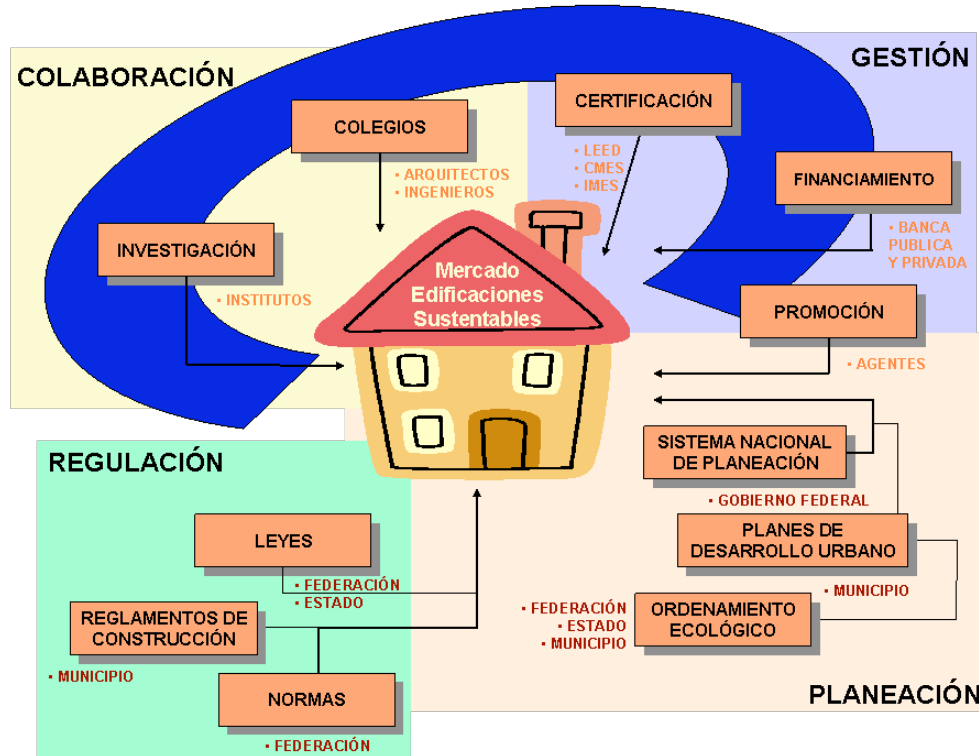 COLABORACIÓN
GESTIÓN
CERTIFICACIÓN
COLEGIOS
▪ LEED
▪ CMES
▪ IMES
▪ ARQUITECTOS
▪ INGENIEROS
FINANCIAMIENTO
▪ BANCA
PUBLICA
Y PRIVADA
INVESTIGACIÓN
▪ INSTITUTOS
Mercado
Edificaciones
Sustentables
PROMOCIÓN
▪ AGENTES
REGULACIÓN
SISTEMA NACIONAL
DE PLANEACIÓN
▪ GOBIERNO FEDERAL
LEYES
▪ FEDERACIÓN
▪ ESTADO
PLANES DE
DESARROLLO URBANO
▪ MUNICIPIO
REGLAMENTOS DE
CONSTRUCCIÓN
▪ MUNICIPIO
▪ FEDERACIÓN
▪ ESTADO
▪ MUNICIPIO
ORDENAMIENTO
ECOLÓGICO
NORMAS
▪ FEDERACIÓN
PLANEACIÓN